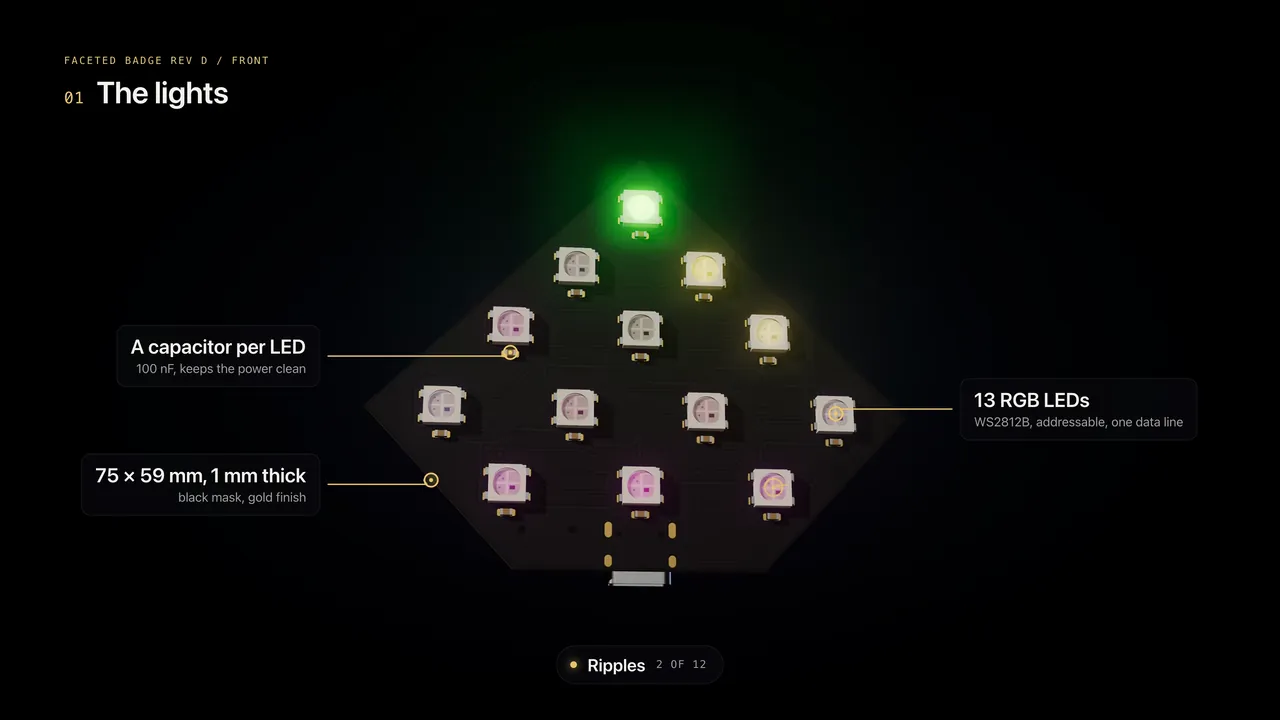 FACETED BADGE REV D / FRONT
01 The lights
A capacitor per LED
100 nF, keeps the power clean
13 RGB LEDs
WS2812B, addressable, one data line
75 × 59 mm, 1 mm thick
black mask, gold finish
Ripples 2 OF 12